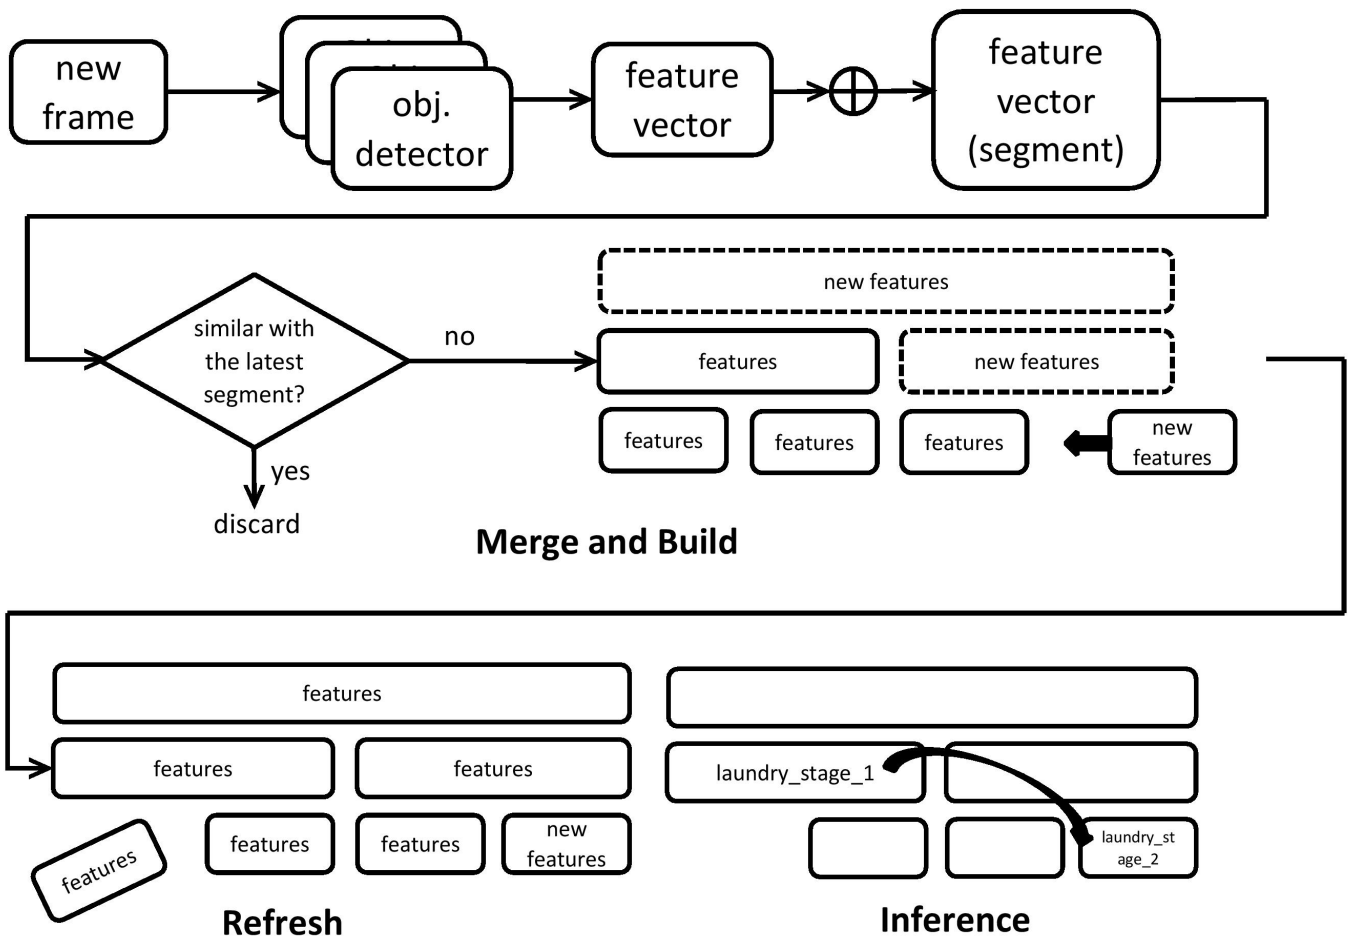 new
frame
obj.
detector
feature
vector
feature
vector
(segment)
similar with
the latest
segment?
no
yes
discard
new features
features
new features
features
features
features
new
features
Merge and Build
features
features
features
features
features
features
new
features
Refresh
laundry_stage_1
laundry_st
age_2
Inference